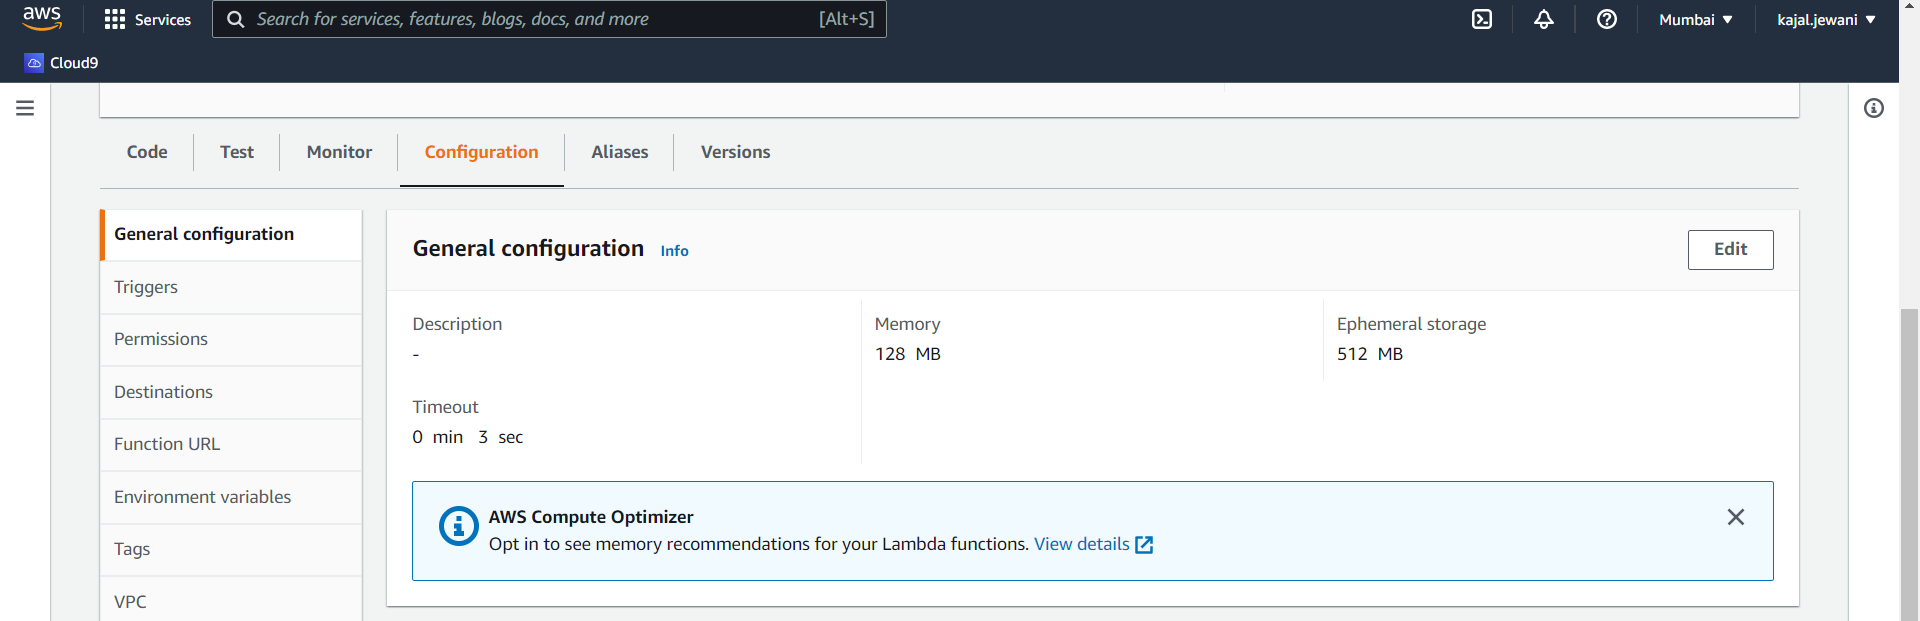 aws Services Search for services, features, blogs, docs, and more [Alt+S] Mumbai kajal.jewani
Cloud9
Code Test Monitor Configuration Aliases Versions
General configuration
Triggers
Permissions
Destinations
Function URL
Environment variables
Tags
VPC
General configuration Info Edit
Description Memory Ephemeral storage
- 128 MB 512 MB
Timeout
0 min 3 sec
AWS Compute Optimizer
Opt in to see memory recommendations for your Lambda functions. View details